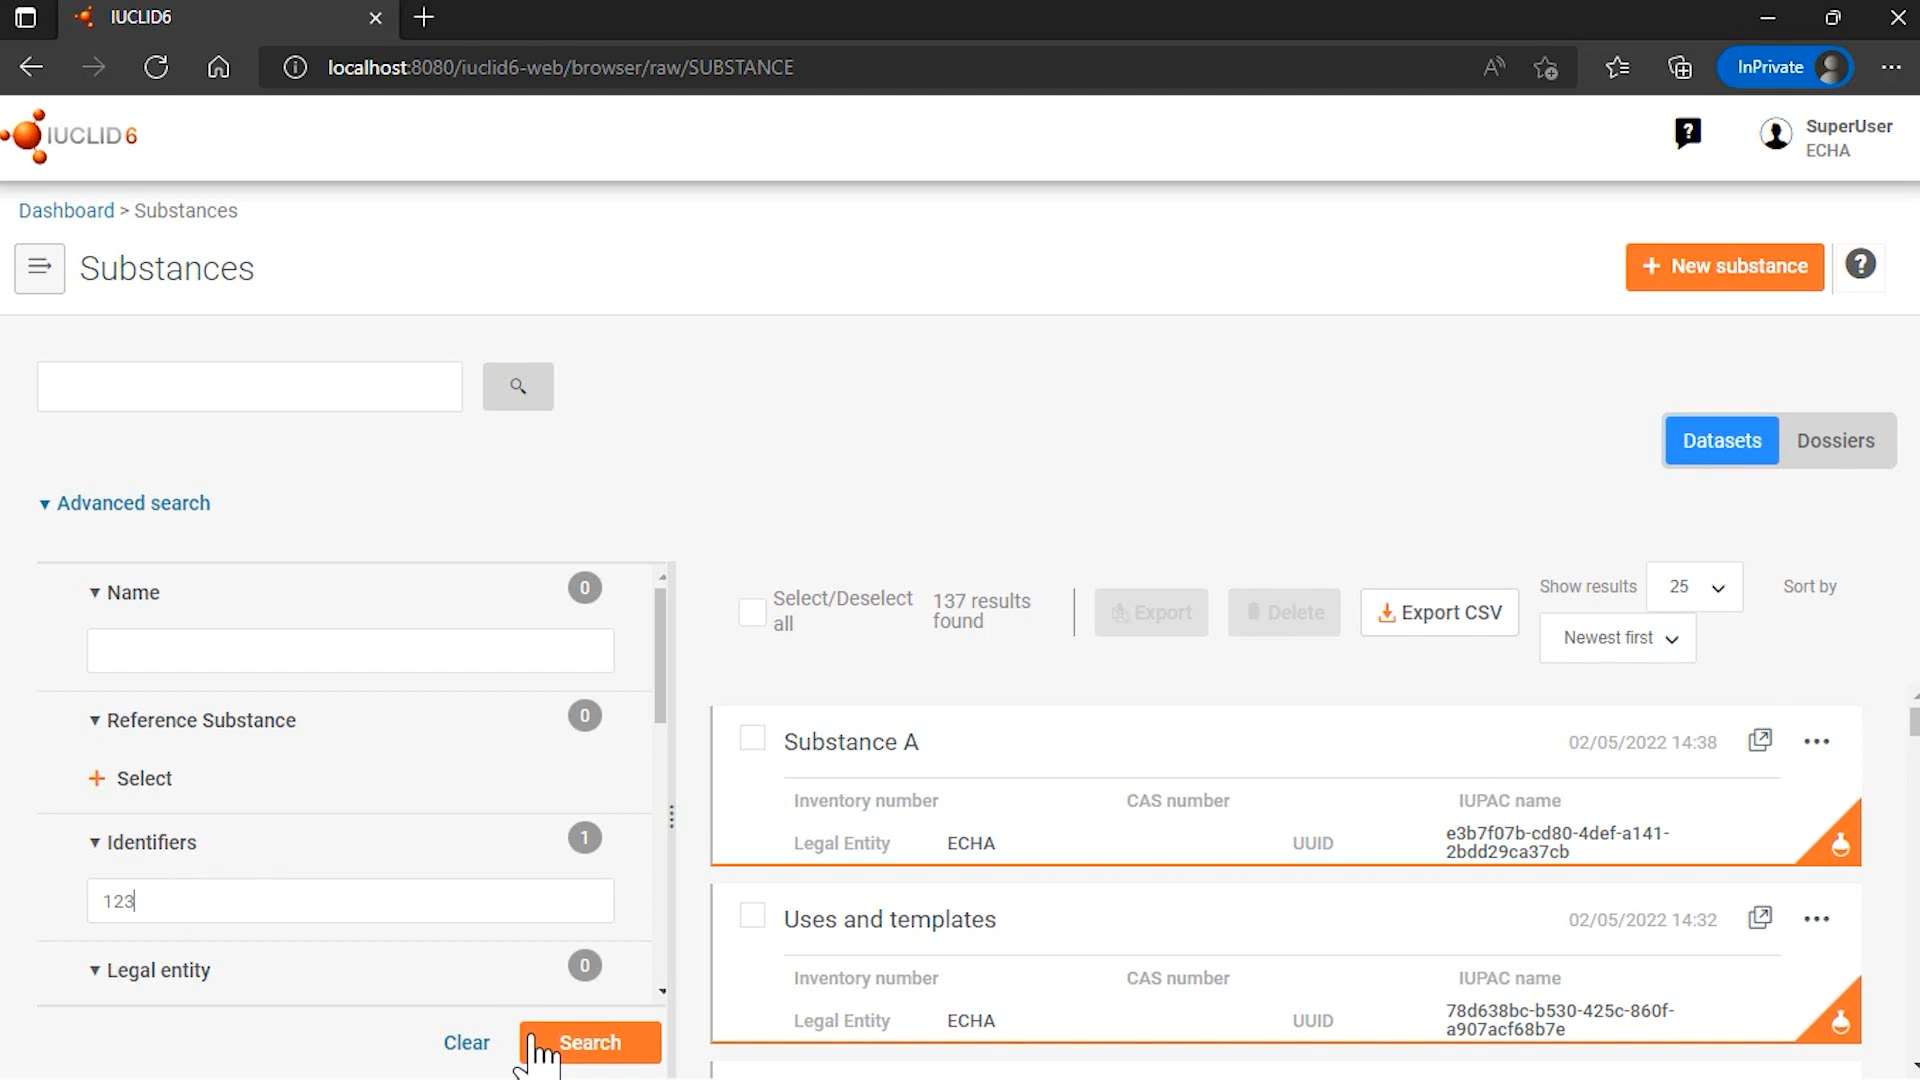 IUCLID6
localhost:8080/iuclid6-web/browser/raw/SUBSTANCE
InPrivate
IUCLID 6
SuperUser
ECHA
Dashboard > Substances
Substances
+ New substance
Datasets
Dossiers
Advanced search
Name
0
Reference Substance
0
+ Select
Identifiers
1
123
Legal entity
0
Clear
Search
Select/Deselect
all
137 results
found
Export
Delete
Export CSV
Show results
25
Sort by
Newest first
Substance A
02/05/2022 14:38
Inventory number
CAS number
IUPAC name
Legal Entity
ECHA
UUID
e3b7f07b-cd80-4def-a141-
2bdd29ca37cb
Uses and templates
02/05/2022 14:32
Inventory number
CAS number
IUPAC name
Legal Entity
ECHA
UUID
78d638bc-b530-425c-860f-
a907acf68b7e